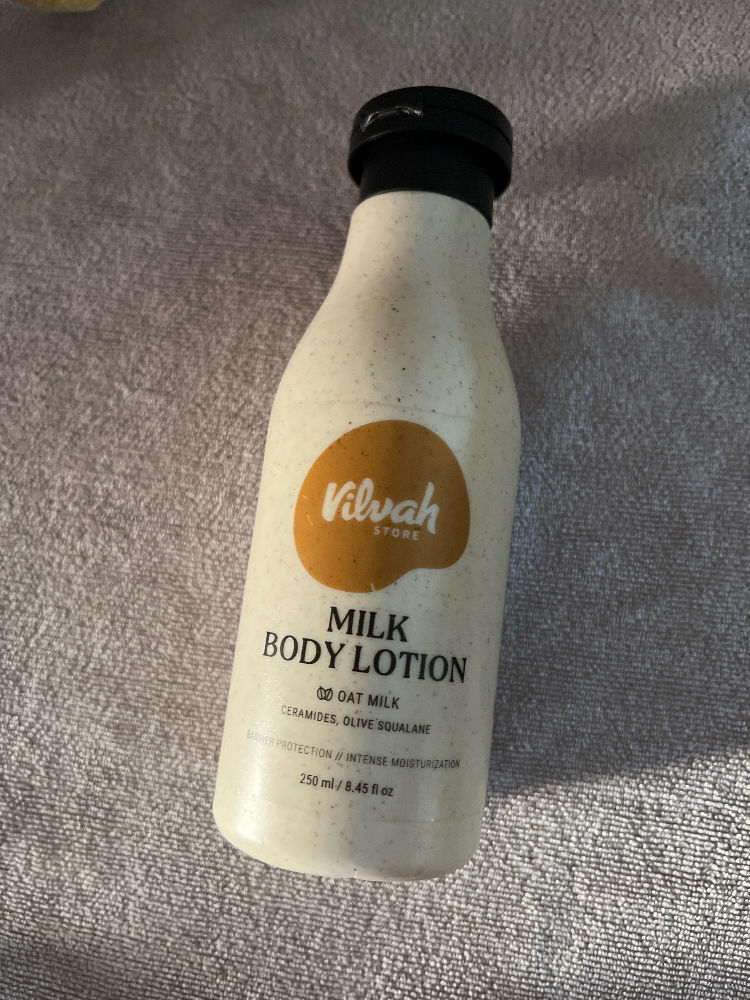 Vilvah
STORE
MILK
BODY LOTION
OAT MILK
CERAMIDES, OLIVE SQUALANE
BARRIER PROTECTION // INTENSE MOISTURIZATION
250 ml / 8.45 fl oz